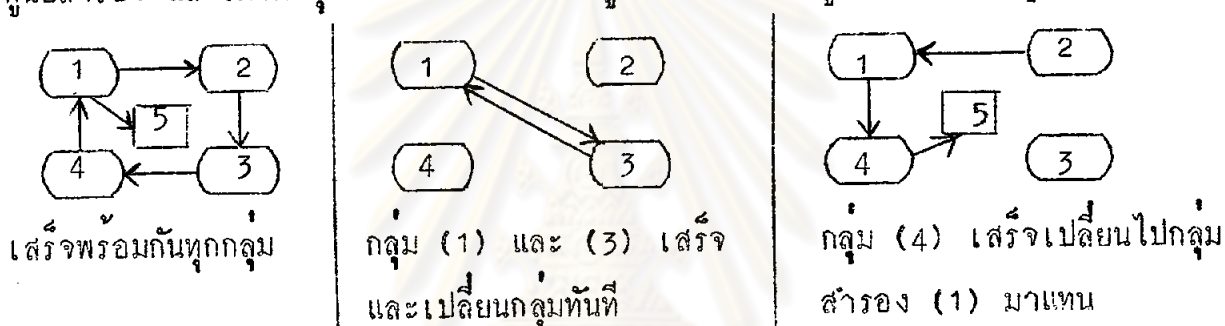 1 2
5
4 3
เสร็จพร้อมกันทุกกลุ่ม
1 2
4 3
กลุ่ม (1) และ (3) เสร็จ
และเปลี่ยนกลุ่มทันที
1 2
5
4 3
กลุ่ม (4) เสร็จเปลี่ยนไปกลุ่ม
สำรอง (1) มาแทน